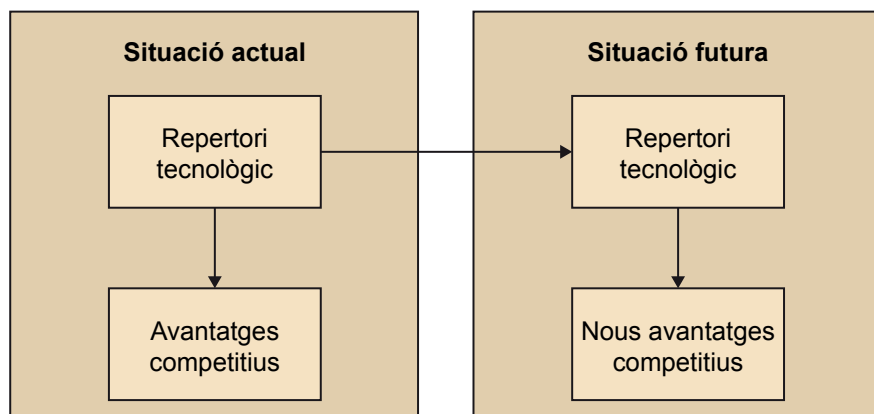 Situació actual
Repertori
tecnològic
Avantatges
competitius
Situació futura
Repertori
tecnològic
Nous avantatges
competitius